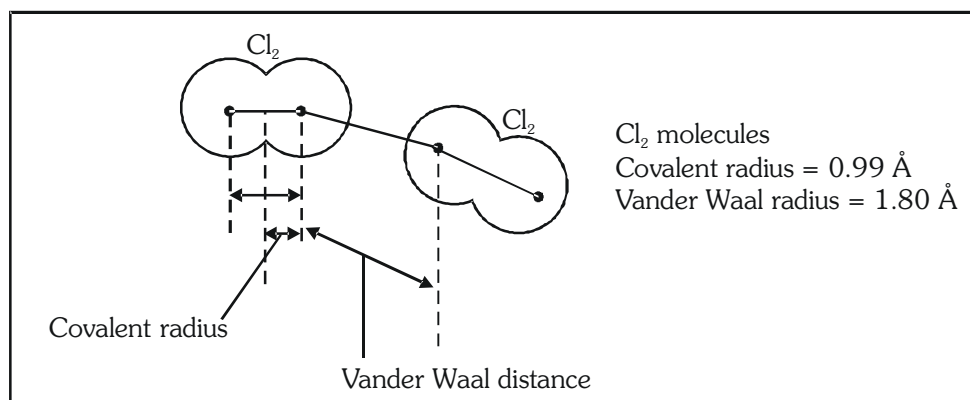 Cl₂
Cl₂
Cl₂ molecules
Covalent radius = 0.99 Å
Vander Waal radius = 1.80 Å
Covalent radius
Vander Waal distance